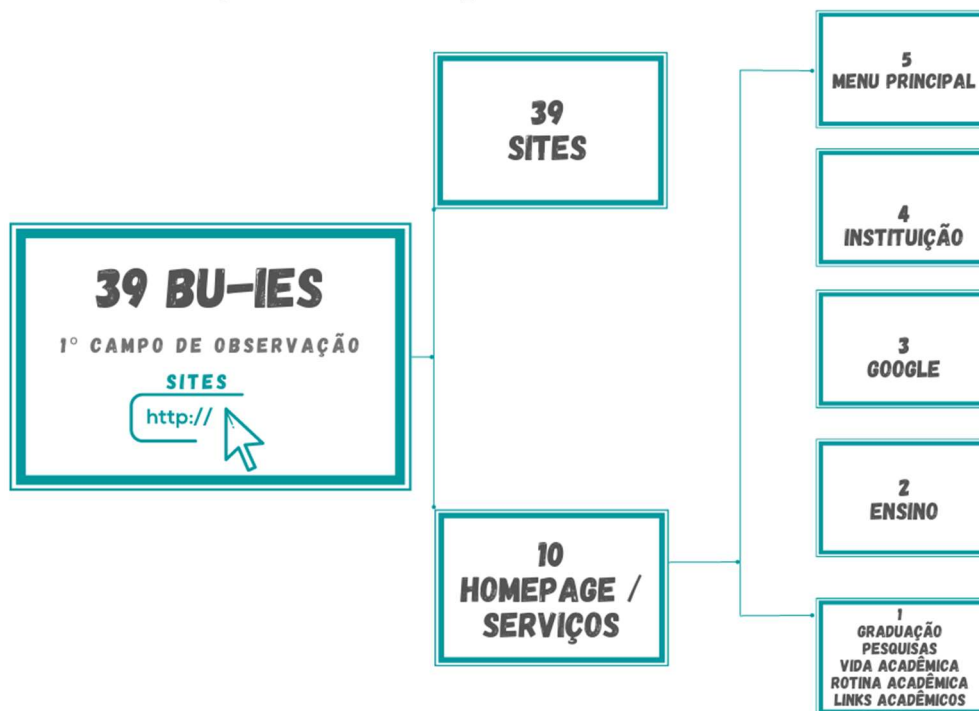 39 BU-IES
1° CAMPO DE OBSERVAÇÃO
SITES
http://
39
SITES
10
HOMEPAGE /
SERVIÇOS
5
MENU PRINCIPAL
4
INSTITUIÇÃO
3
GOOGLE
2
ENSINO
1
GRADUAÇÃO
PESQUISAS
VIDA ACADÊMICA
ROTINA ACADÊMICA
LINKS ACADÊMICOS